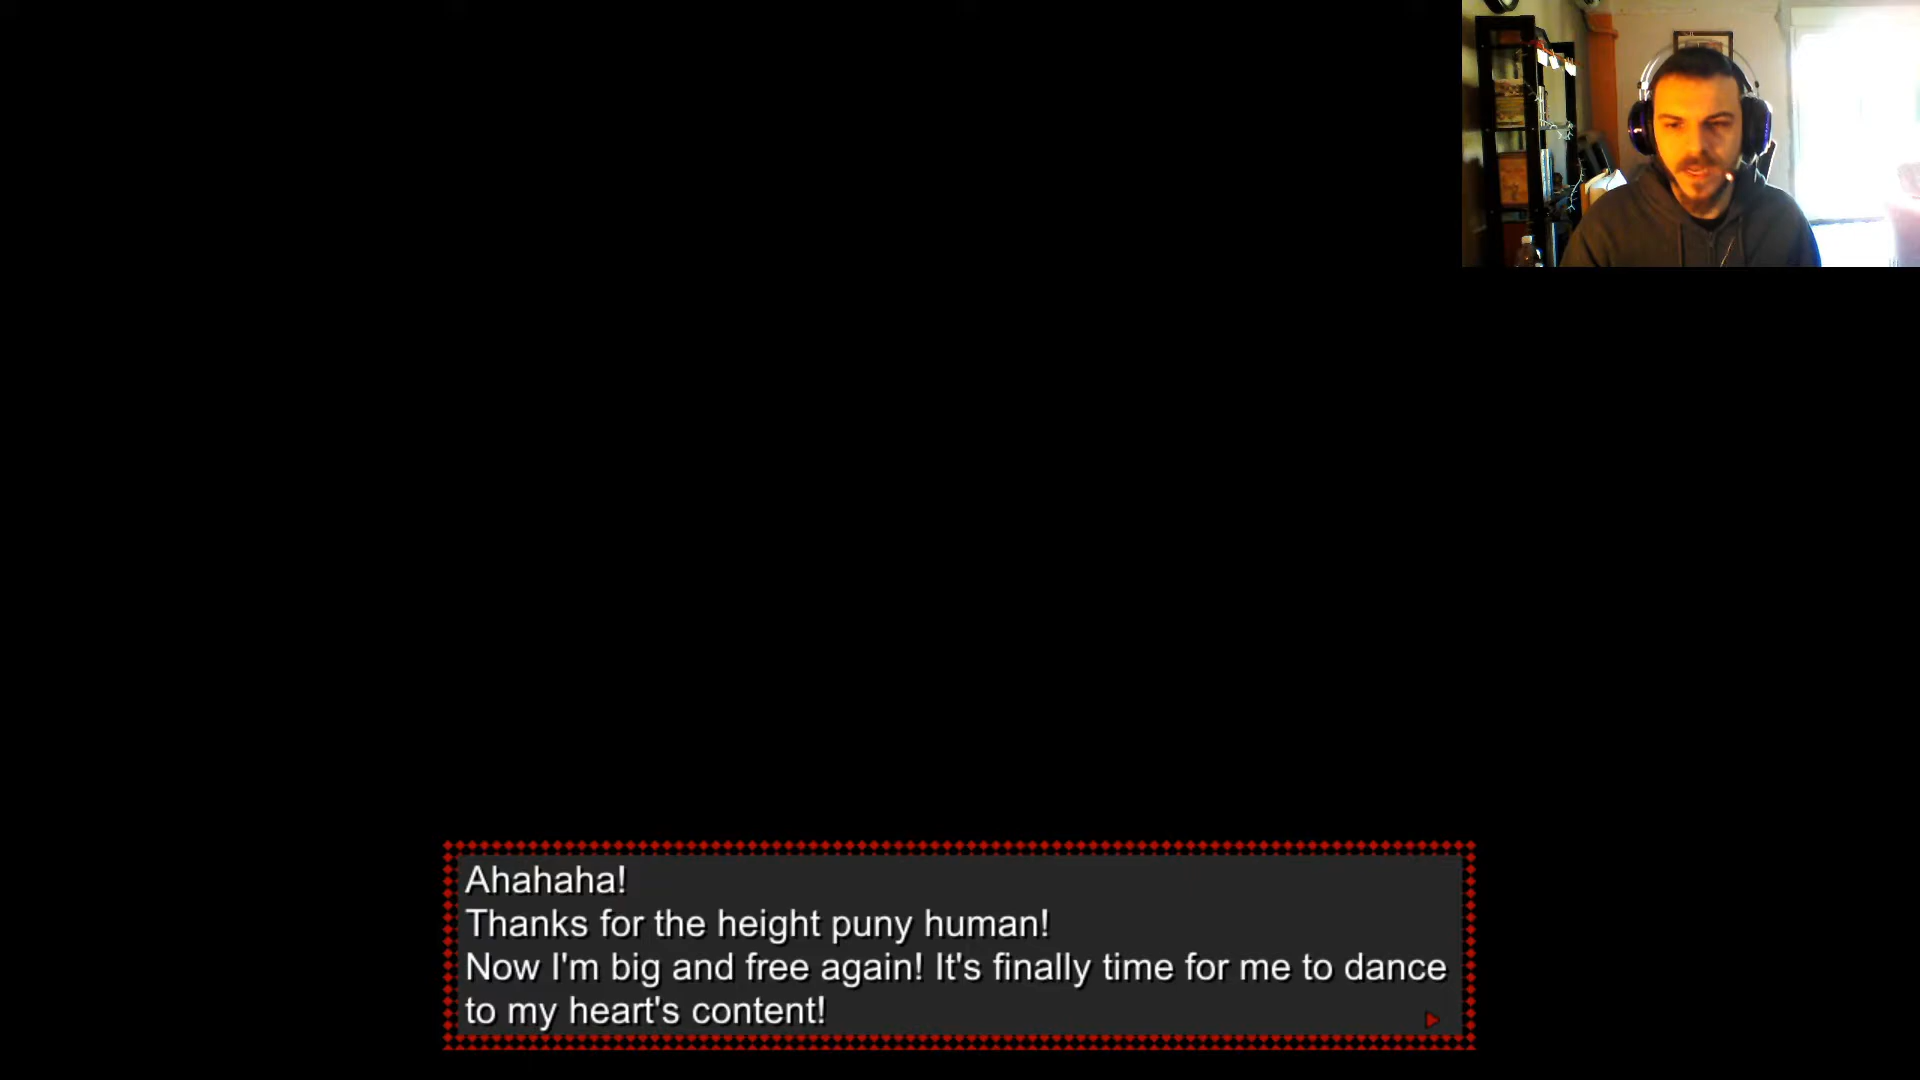 Ahahaha!
Thanks for the height puny human!
Now I'm big and free again! It's finally time for me to dance
to my heart's content!